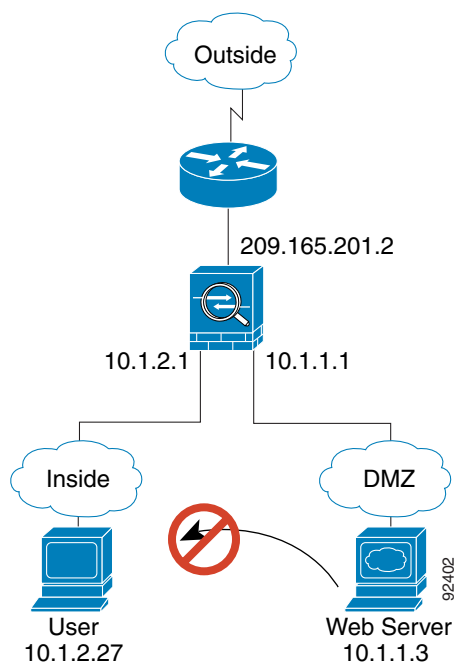 Outside
209.165.201.2
10.1.2.1
10.1.1.1
Inside
DMZ
User
10.1.2.27
Web Server
10.1.1.3
92402